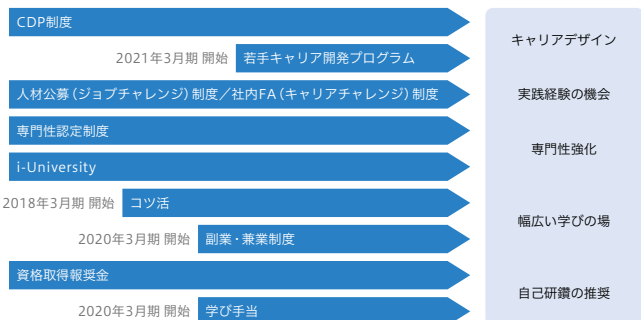 CDP制度
キャリアデザイン
2021年3月期 開始 若手キャリア開発プログラム
人材公募(ジョブチャレンジ)制度／社内FA(キャリアチャレンジ)制度
実践経験の機会
専門性認定制度
専門性強化
i-University
2018年3月期 開始 コツ活
幅広い学びの場
2020年3月期 開始 副業・兼業制度
資格取得報奨金
自己研鑽の推奨
2020年3月期 開始 学び手当